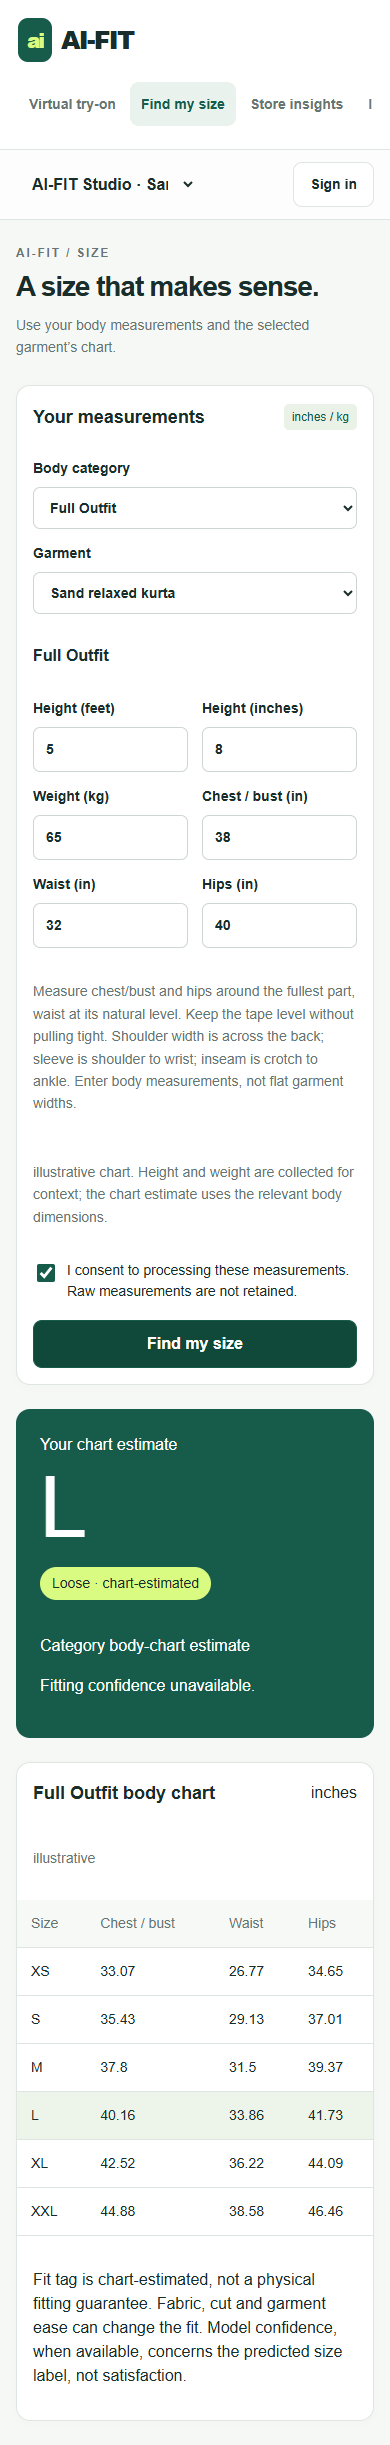 ai AI-FIT
Virtual try-on Find my size Store insights
AI-FIT Studio · Sai Sign in
AI-FIT / SIZE
A size that makes sense.
Use your body measurements and the selected
garment's chart.
Your measurements inches / kg
Body category
Full Outfit
Garment
Sand relaxed kurta
Full Outfit
Height (feet) Height (inches)
5 8
Weight (kg) Chest / bust (in)
65 38
Waist (in) Hips (in)
32 40
Measure chest/bust and hips around the fullest part,
waist at its natural level. Keep the tape level without
pulling tight. Shoulder width is across the back;
sleeve is shoulder to wrist; inseam is crotch to
ankle. Enter body measurements, not flat garment
widths.
illustrative chart. Height and weight are collected for
context; the chart estimate uses the relevant body
dimensions.
I consent to processing these measurements.
Raw measurements are not retained.
Find my size
Your chart estimate
L
Loose · chart-estimated
Category body-chart estimate
Fitting confidence unavailable.
Full Outfit body chart inches
illustrative
Size Chest / bust Waist Hips
XS 33.07 26.77 34.65
S 35.43 29.13 37.01
M 37.8 31.5 39.37
L 40.16 33.86 41.73
XL 42.52 36.22 44.09
XXL 44.88 38.58 46.46
Fit tag is chart-estimated, not a physical
fitting guarantee. Fabric, cut and garment
ease can change the fit. Model confidence,
when available, concerns the predicted size
label, not satisfaction.